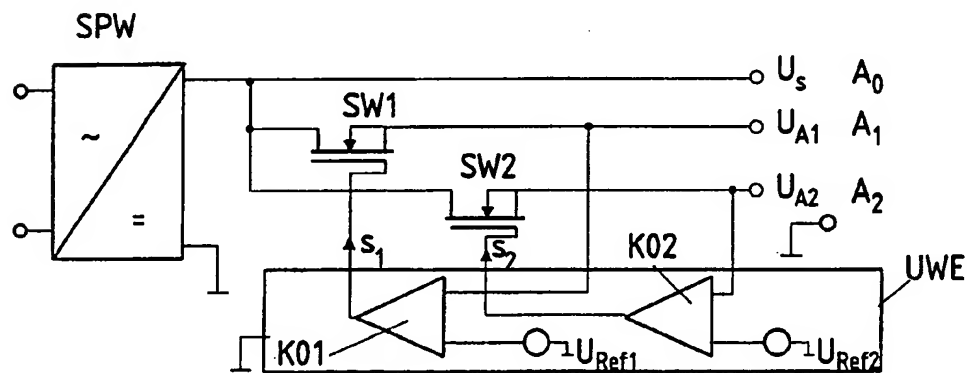 SPW
~
=
SW1
SW2
U_s A_0
U_A1 A_1
U_A2 A_2
s_1
s_2
K02
UWE
K01
U_Ref1
U_Ref2